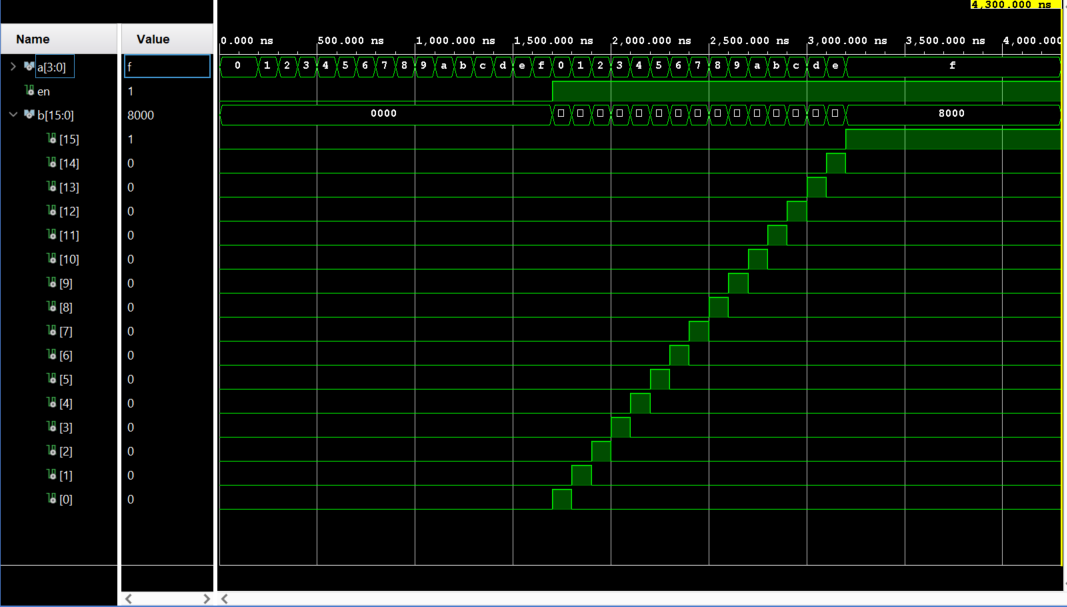 4,300.000 ns
Name Value
0.000 ns 500.000 ns 1,000.000 ns 1,500.000 ns 2,000.000 ns 2,500.000 ns 3,000.000 ns 3,500.000 ns 4,000.000
a[3:0] f 0 1 2 3 4 5 6 7 8 9 a b c d e f 0 1 2 3 4 5 6 7 8 9 a b c d e f
en 1
b[15:0] 8000 0000 8000
[15] 1
[14] 0
[13] 0
[12] 0
[11] 0
[10] 0
[9] 0
[8] 0
[7] 0
[6] 0
[5] 0
[4] 0
[3] 0
[2] 0
[1] 0
[0] 0